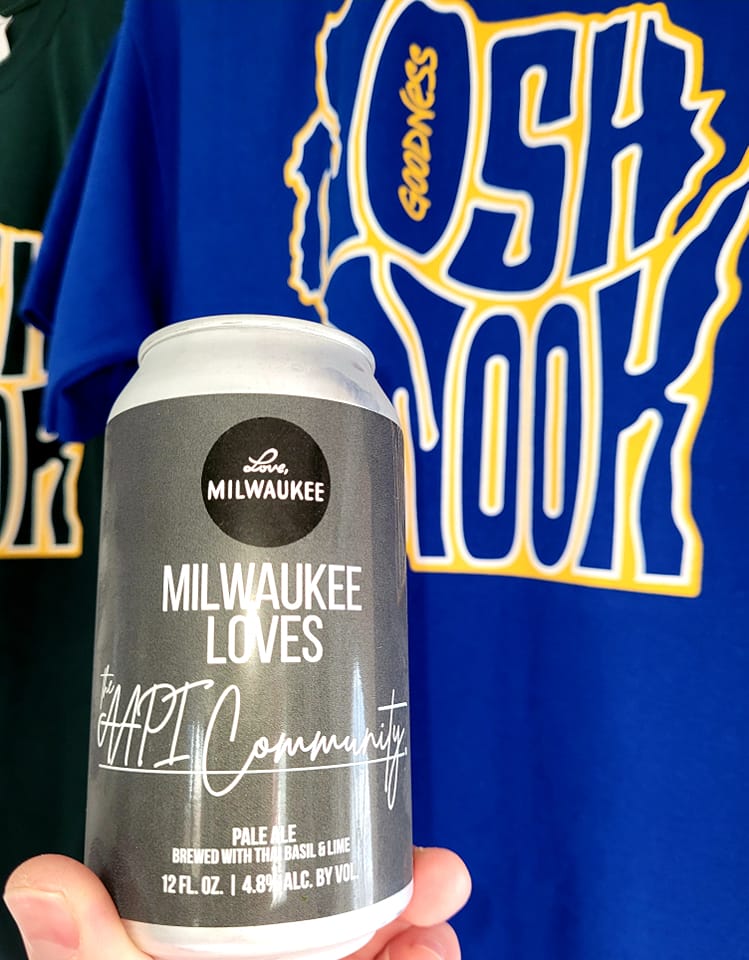 GOODNESS
OSH
NOOK
Love,
MILWAUKEE
MILWAUKEE
LOVES
the
AAPI Community
PALE ALE
BREWED WITH THAI BASIL & LIME
12 FL. OZ. | 4.8% ALC. BY VOL.